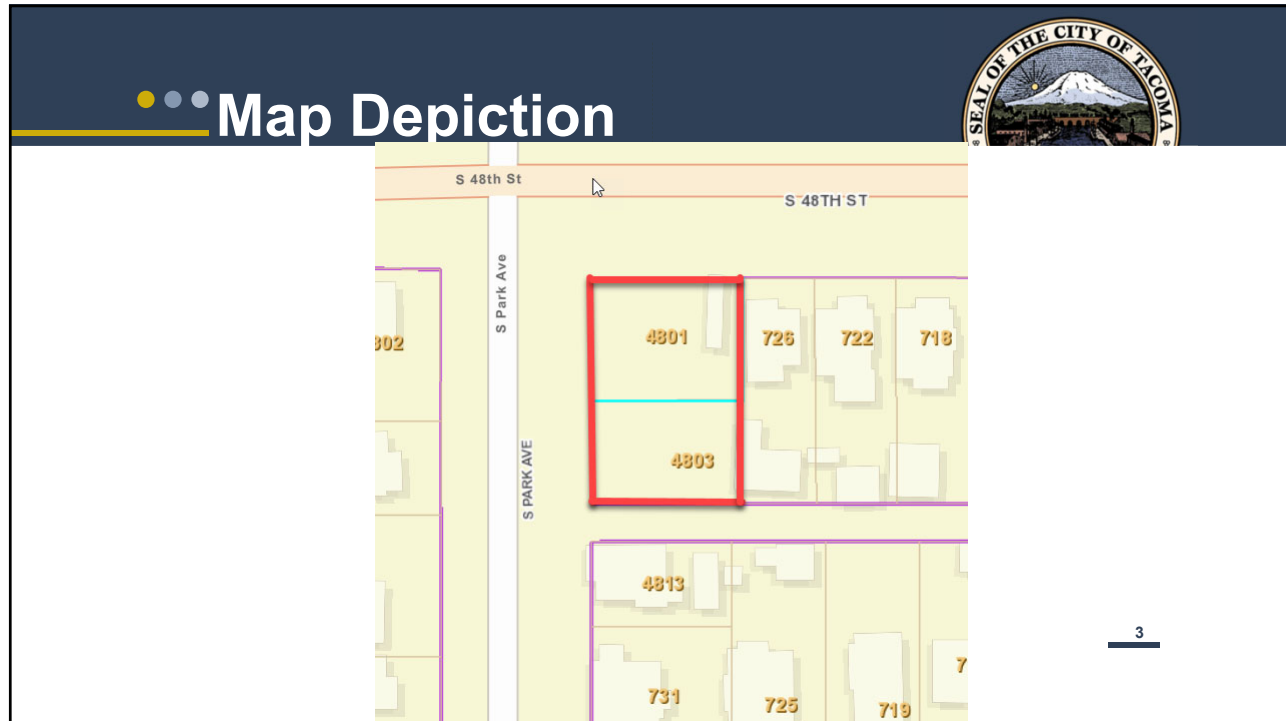 SEAL OF THE CITY OF TACOMA
Map Depiction
S 48th St
S 48TH ST
S Park Ave
802
4801
726
722
718
S PARK AVE
4803
4813
3
731
725
719